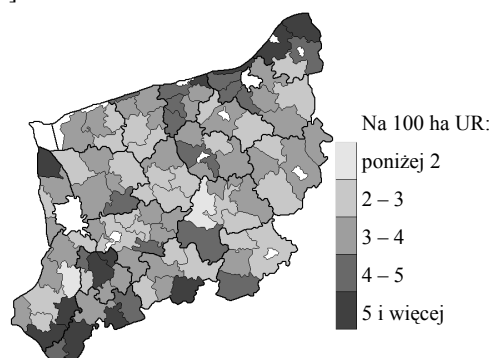 ]
Na 100 ha UR:
poniżej 2
2 – 3
3 – 4
4 – 5
5 i więcej